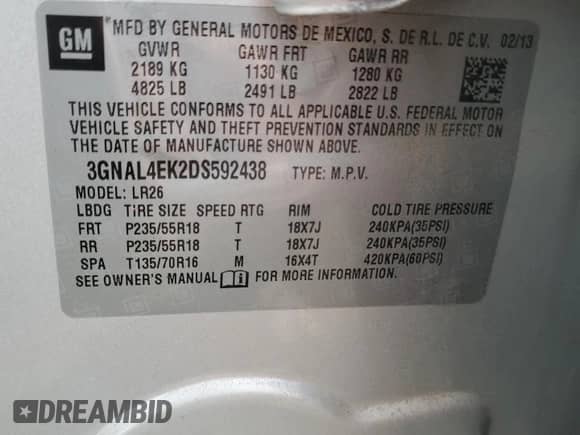 GM
*MFD BY GENERAL MOTORS DE MEXICO, S. DE R.L. DE C.V. 02/13
GVWR GAWR FRT GAWR RR
2189 KG 1130 KG 1280 KG
4825 LB 2491 LB 2822 LB
THIS VEHICLE CONFORMS TO ALL APPLICABLE U.S. FEDERAL MOTOR
VEHICLE SAFETY AND THEFT PREVENTION STANDARDS IN EFFECT ON
THE DATE OF MANUFACTURE SHOWN ABOVE.
3GNAL4EK2DS592438 TYPE: M.P.V.
MODEL: LR26
LBDG TIRE SIZE SPEED RTG RIM COLD TIRE PRESSURE
FRT P235/55R18 T 18X7J 240KPA(35PSI)
RR P235/55R18 T 18X7J 240KPA(35PSI)
SPA T135/70R16 M 16X4T 420KPA(60PSI)
SEE OWNER'S MANUAL FOR MORE INFORMATION.
DREAMBID